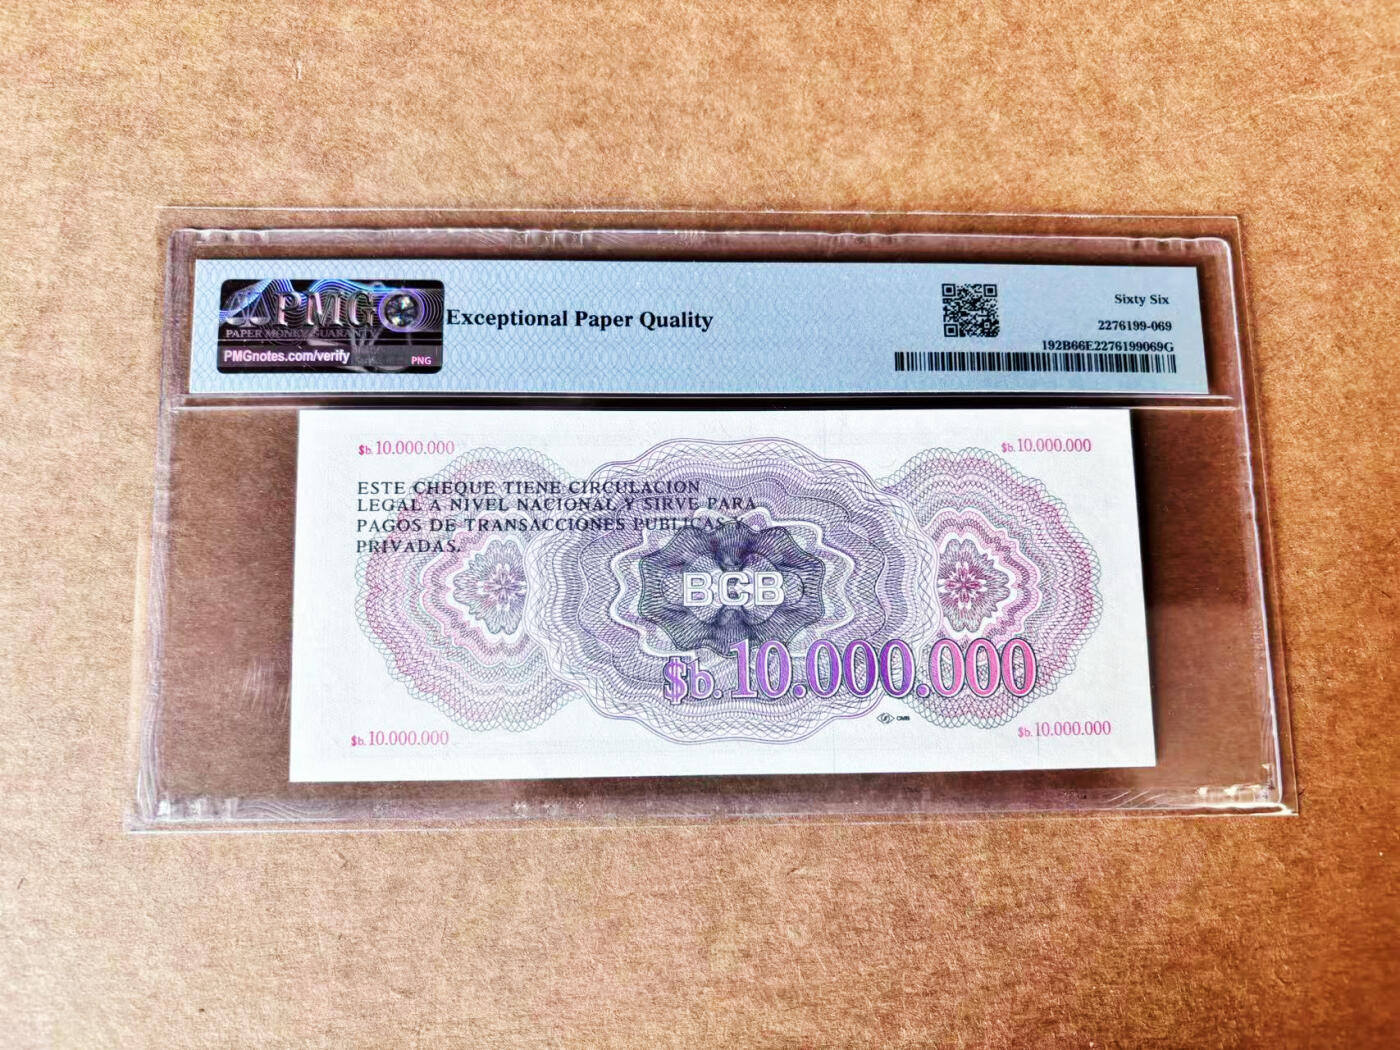 PMG
PAPER MONEY GUARANTY
PMGnotes.com/verify
PNG
Exceptional Paper Quality
Sixty Six
2276199-069
192B66E2276199069G
$b. 10.000.000
$b. 10.000.000
ESTE CHEQUE TIENE CIRCULACION
LEGAL A NIVEL NACIONAL Y SIRVE PARA
PAGOS DE TRANSACCIONES PUBLICAS Y
PRIVADAS.
BCB
$b. 10.000.000
CMB
$b. 10.000.000
$b. 10.000.000